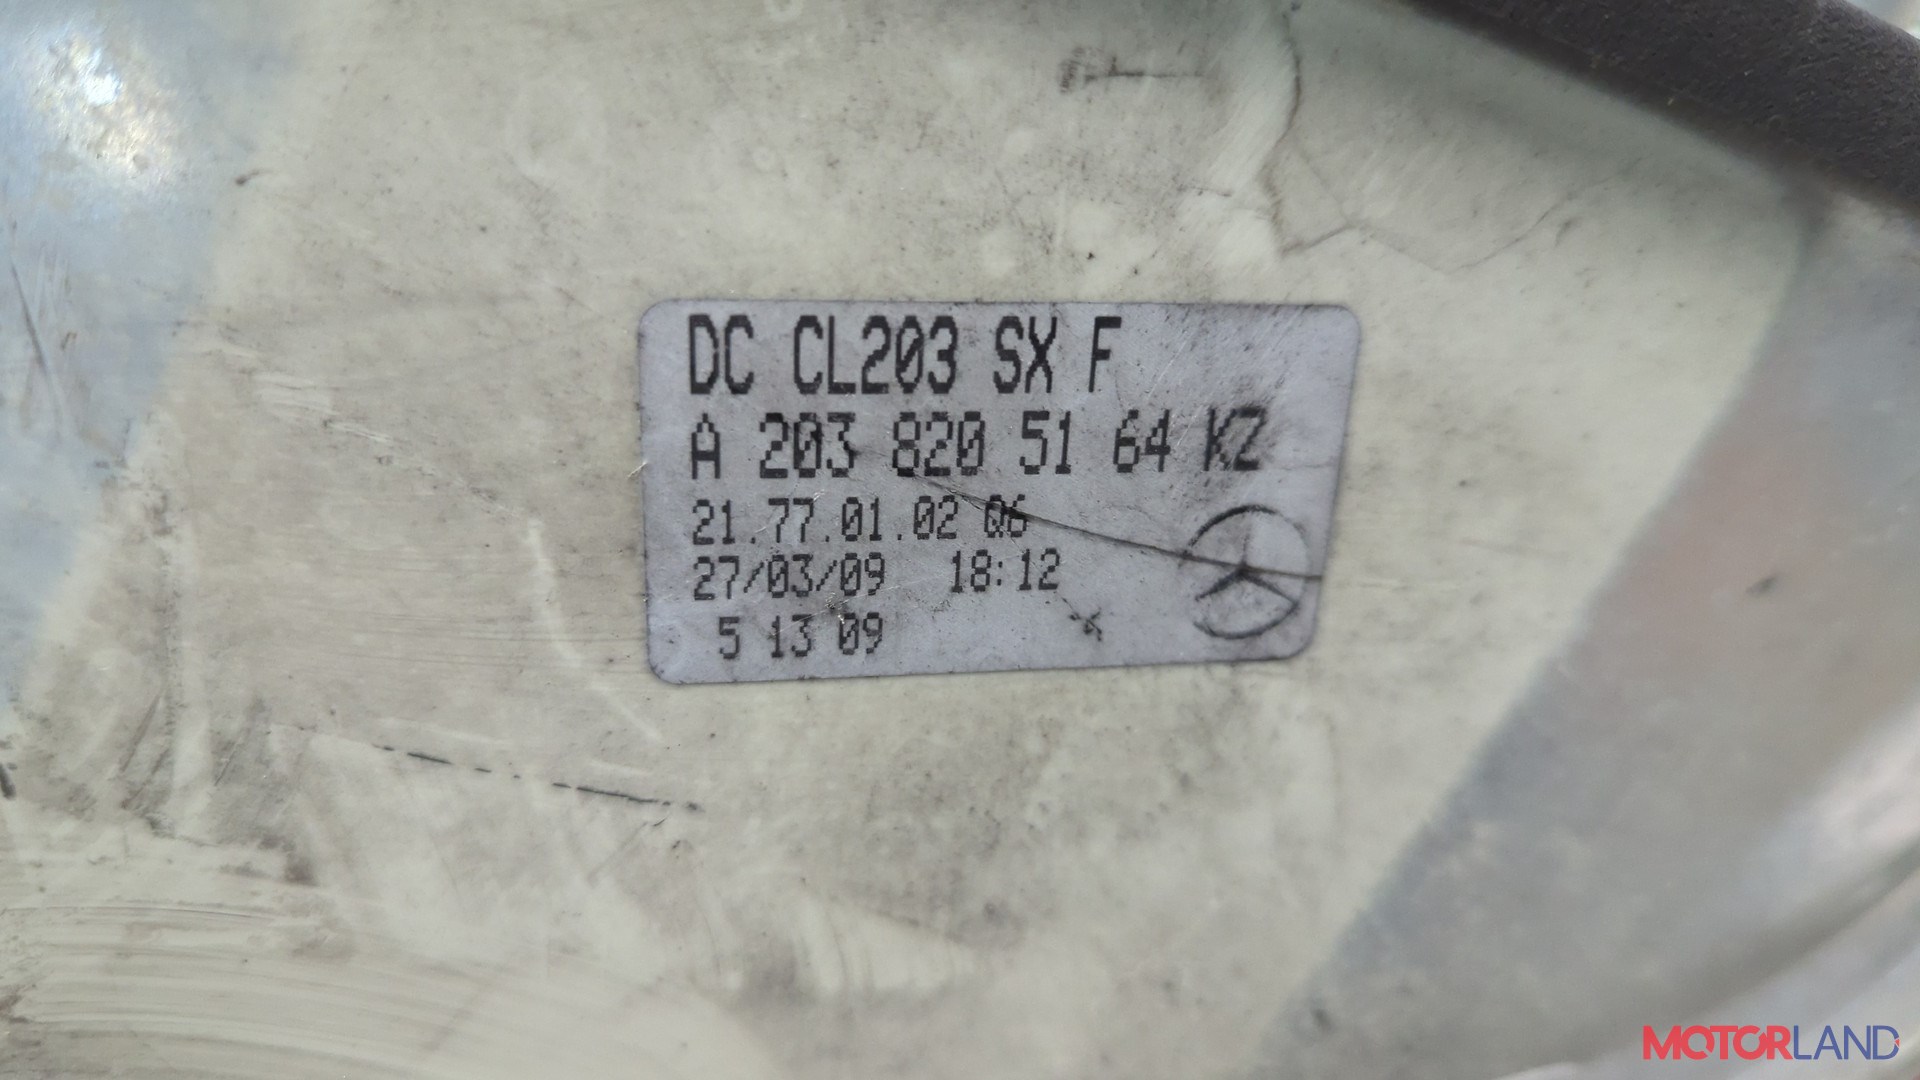 DC CL203 SX F
A 203 820 51 64 KZ
21.77.01.02 Q6
27/03/09 18:12
5 13 09
MOTORLAND